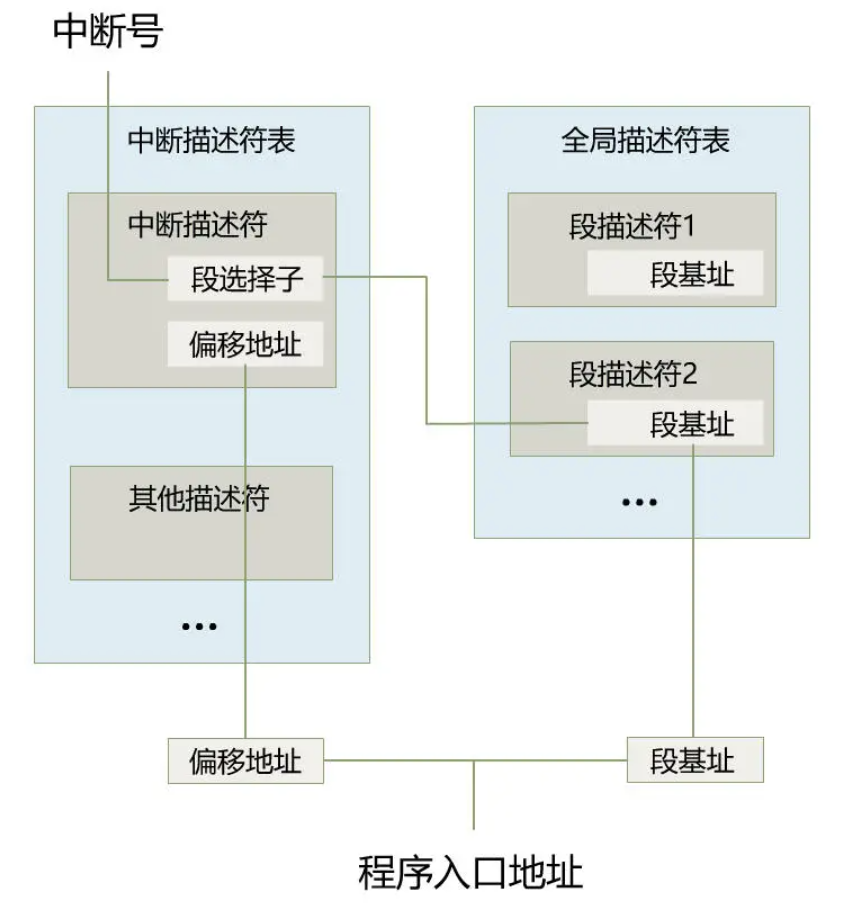 中断号
中断描述符表
中断描述符
段选择子
偏移地址
其他描述符
...
全局描述符表
段描述符1
段基址
段描述符2
段基址
...
偏移地址
段基址
程序入口地址